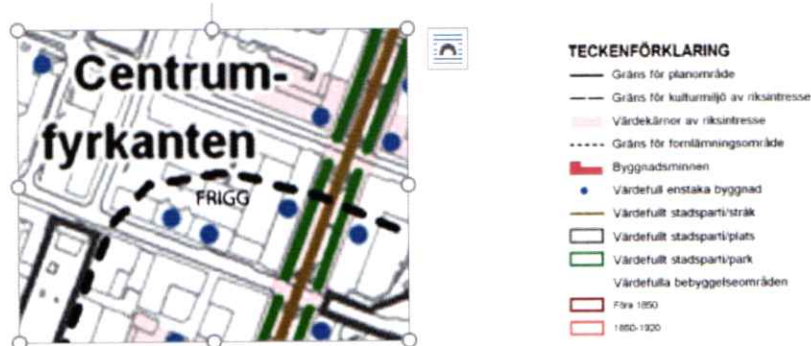 Centrum-
fyrkanten
FRIGG
TECKENFÖRKLARING
Gräns för planområde
Gräns för kulturmiljö av riksintresse
Värdekärnor av riksintresse
Gräns för fornlämningsområde
Byggnadsminnen
Värdefull enstaka byggnad
Värdefullt stadsparti/stråk
Värdefullt stadsparti/plats
Värdefullt stadsparti/park
Värdefulla bebyggelseområden
Före 1850
1850-1920